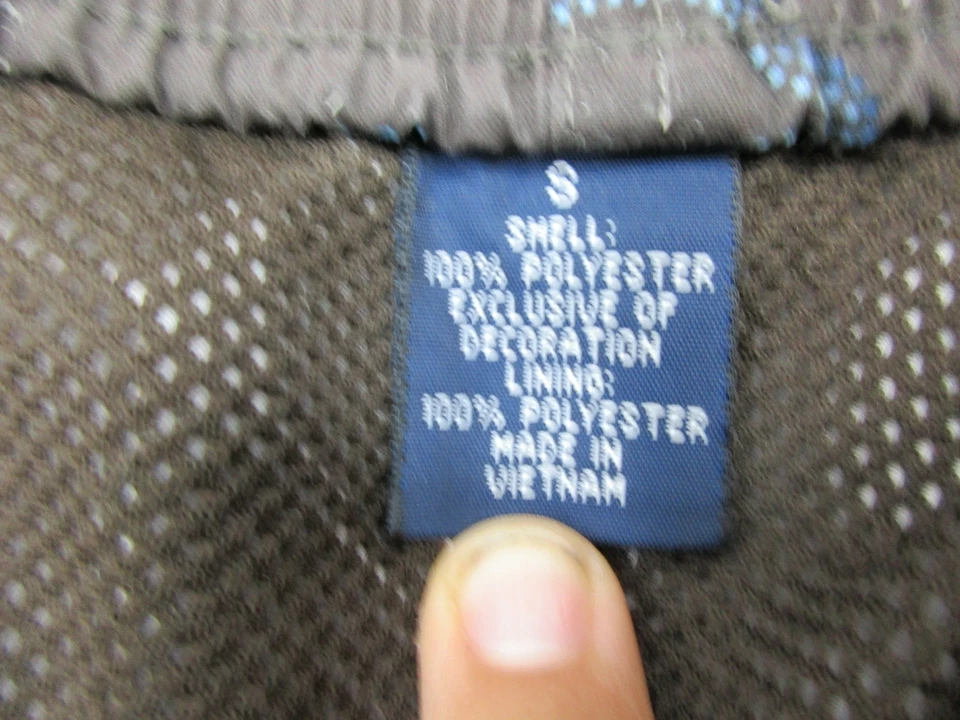 S
SHELL:
100% POLYESTER
EXCLUSIVE OF
DECORATION
LINING:
100% POLYESTER
MADE IN
VIETNAM